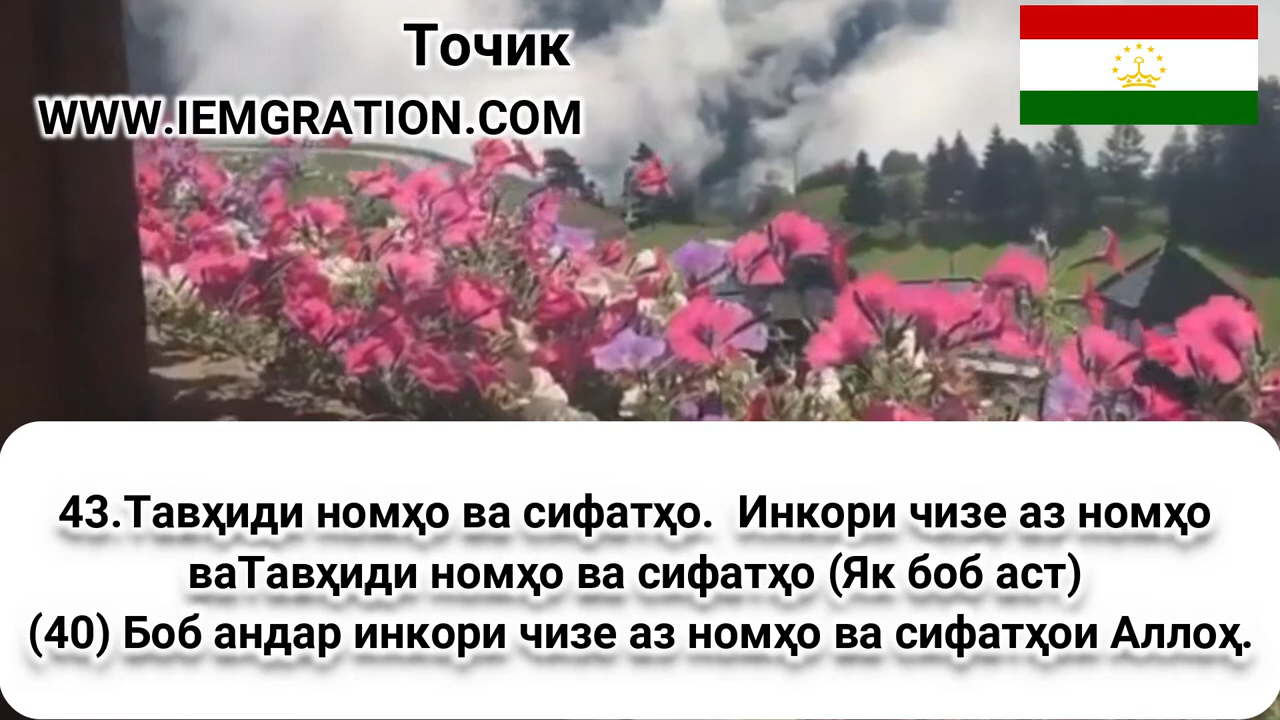 Точик
WWW.IEMGRATION.COM
43.Тавҳиди номҳо ва сифатҳо. Инкори чизе аз номҳо
ваТавҳиди номҳо ва сифатҳо (Як боб аст)
(40) Боб андар инкори чизе аз номҳо ва сифатҳои Аллоҳ.